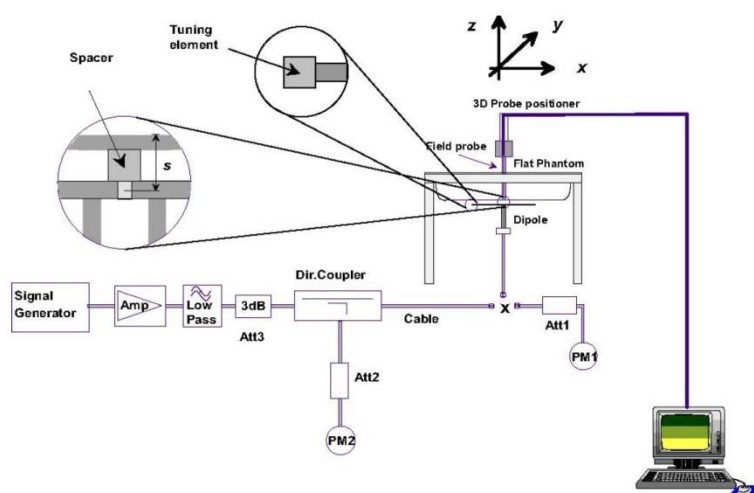 Tuning
element
Spacer
s
z
y
x
3D Probe positioner
Field probe
Flat Phantom
Dipole
Dir.Coupler
Signal
Generator
Amp
Low
Pass
3dB
Att3
Cable
x
Att1
PM1
Att2
PM2